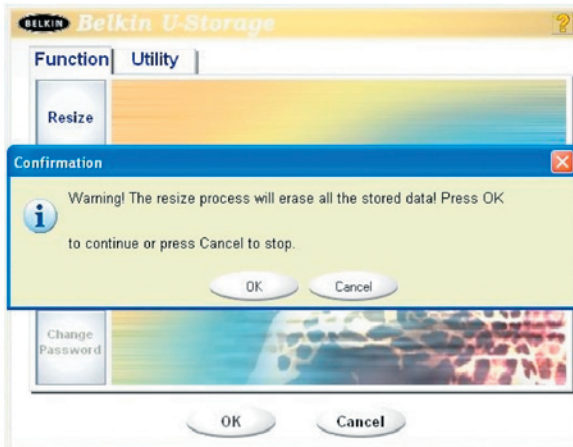 BELKIN Belkin U-Storage ?
Function Utility
Resize
Confirmation
Warning! The resize process will erase all the stored data! Press OK
to continue or press Cancel to stop.
OK Cancel
Change
Password
OK Cancel